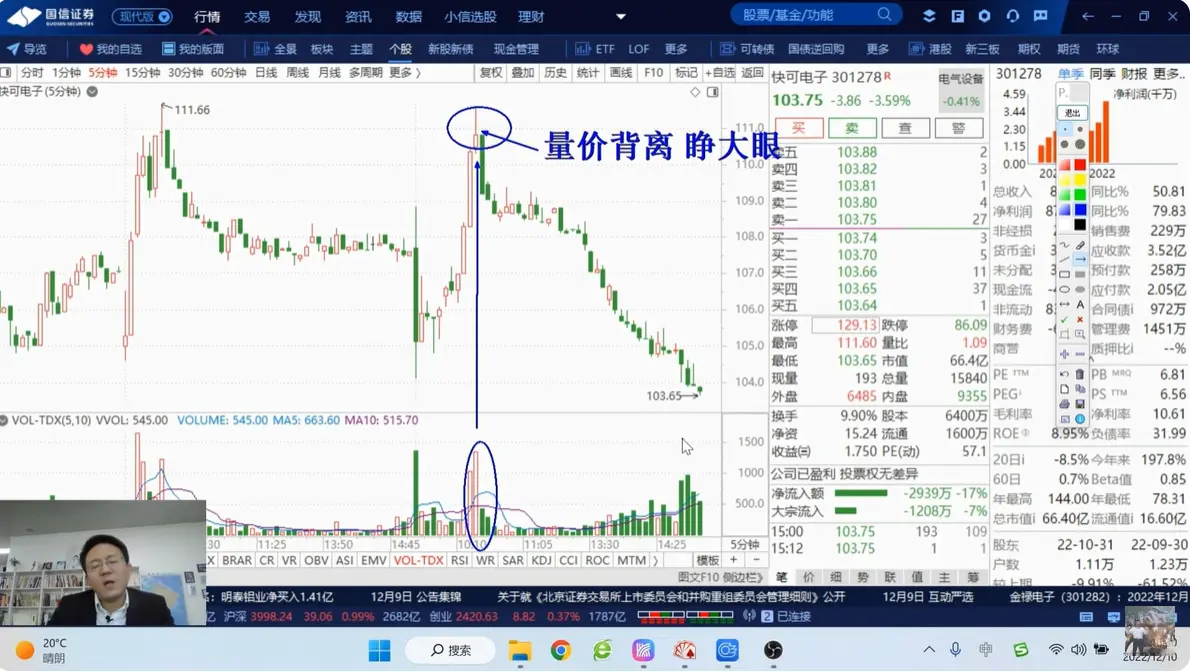 国信证券 现代版 行情 交易 发现 资讯 数据 小信选股 理财 股票/基金/功能
GUOSEN SECURITIES
导览 我的自选 我的版面 全景 板块 主题 个股 新股新债 现金管理 ETF LOF 更多 可转债 国债逆回购 更多 港股 新三板 期权 期货 环球
分时 1分钟 5分钟 15分钟 30分钟 60分钟 日线 周线 月线 多周期 更多 〉 复权 叠加 历史 统计 画线 F10 标记 +自选 返回
快可电子(5分钟)
111.66
量价背离 睁大眼
111.0
110.0
109.0
108.0
107.0
106.0
105.0
104.0
103.65
VOL-TDX(5,10) VVOL: 545.00 VOLUME: 545.00 MA5: 663.60 MA10: 515.70
1500
1000
500.0
11:25 13:50 14:45 10:10 11:05 13:30 14:25 5分钟
BRAR CR VR OBV ASI EMV VOL-TDX RSI WR SAR KDJ CCI ROC MTM 〉 模板 + −
图文F10 侧边栏》
快可电子 301278 R 电气设备
103.75 -3.86 -3.59% -0.41%
买 卖 查 警
卖五 103.88 2
卖四 103.82 3
卖三 103.81 1
卖二 103.80 4
卖一 103.75 27
买一 103.74 3
买二 103.70 5
买三 103.66 11
买四 103.65 37
买五 103.64 1
涨停 129.13 跌停 86.09
最高 111.60 量比 1.09
最低 103.65 市值 66.4亿
现量 193 总量 15840
外盘 6485 内盘 9355
换手 9.90% 股本 6400万
净资 15.24 流通 1600万
收益㈢ 1.750 PE(动) 57.1
公司已盈利 投票权无差异
净流入额 -2939万 -17%
大宗流入 -1208万 -7%
15:00 103.75 193 109
15:12 103.75 1 1
笔 价 细 势 联 值 主 筹
301278 单季 同季 财报 更多..
4.59 净利润(千万)
3.44 退出
2.30
1.15
0.00
2022
总收入 同比% 50.81
净利润 同比% 79.83
非经损 销售费 229万
货币金 应收款 3.52亿
未分配 预付款 258万
现金流 应付款 2.05亿
非流动 合同债 972万
财务费 管理费 1451万
商誉 质押比 --%
PE TTM PB MRQ 6.81
PEG PS TTM 6.56
毛利率 净利率 10.61
ROE 8.95% 负债率 31.99
20日 -8.5% 今年来 197.8%
60日 0.7% Beta值 0.85
年最高 144.00 年最低 78.31
总市值 66.40亿 流通值 16.60亿
股东 22-10-31 22-09-30
户数 1.11万 1.23万
较上期 -9.91% -61.52%
明泰铝业净买入1.41亿 12月9日 公告集锦 关于就《北京证券交易所上市委员会和并购重组委员会管理细则》公开 12月9日 互动严选 金禄电子（301282）：2022年12月
沪深 3998.24 39.06 0.99% 2682亿 创业 2420.63 8.82 0.37% 1787亿 已连接
20°C
晴朗
搜索
中
2022/12/10